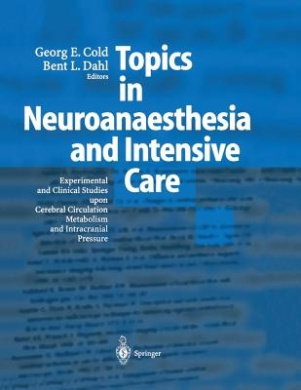 Georg E. Cold
Bent L. Dahl
Editors
Topics
in
Neuroanaesthesia
and Intensive
Care
Experimental
and Clinical Studies
upon
Cerebral Circulation
Metabolism
and Intracranial
Pressure
Springer